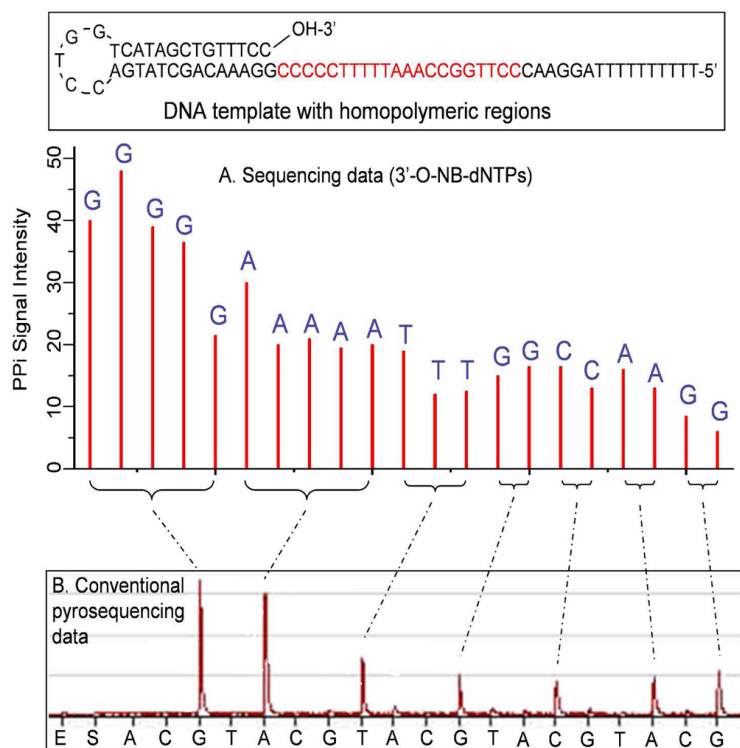 G G
T
C C
TCATAGCTGTTTCC OH-3'
AGTATCGACAAAGGCCCCCTTTTTAAACCGGTTCCCAAGGATTTTTTTTTT-5'
DNA template with homopolymeric regions
A. Sequencing data (3'-O-NB-dNTPs)
PPi Signal Intensity
50
40
30
20
10
0
G G G G G A A A A A T T T G G C C A A G G
B. Conventional
pyrosequencing
data
E S A C G T A C G T A C G T A C G T A C G